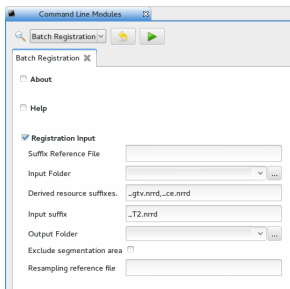 Command Line Modules
Batch Registration
Batch Registration
About
Help
Registration Input
Suffix Reference File
Input Folder
...
Derived resource suffixes. _gtv.nrrd,_ce.nrrd
Input suffix _T2.nrrd
Output Folder
...
Exclude segmentation area
Resampling reference file